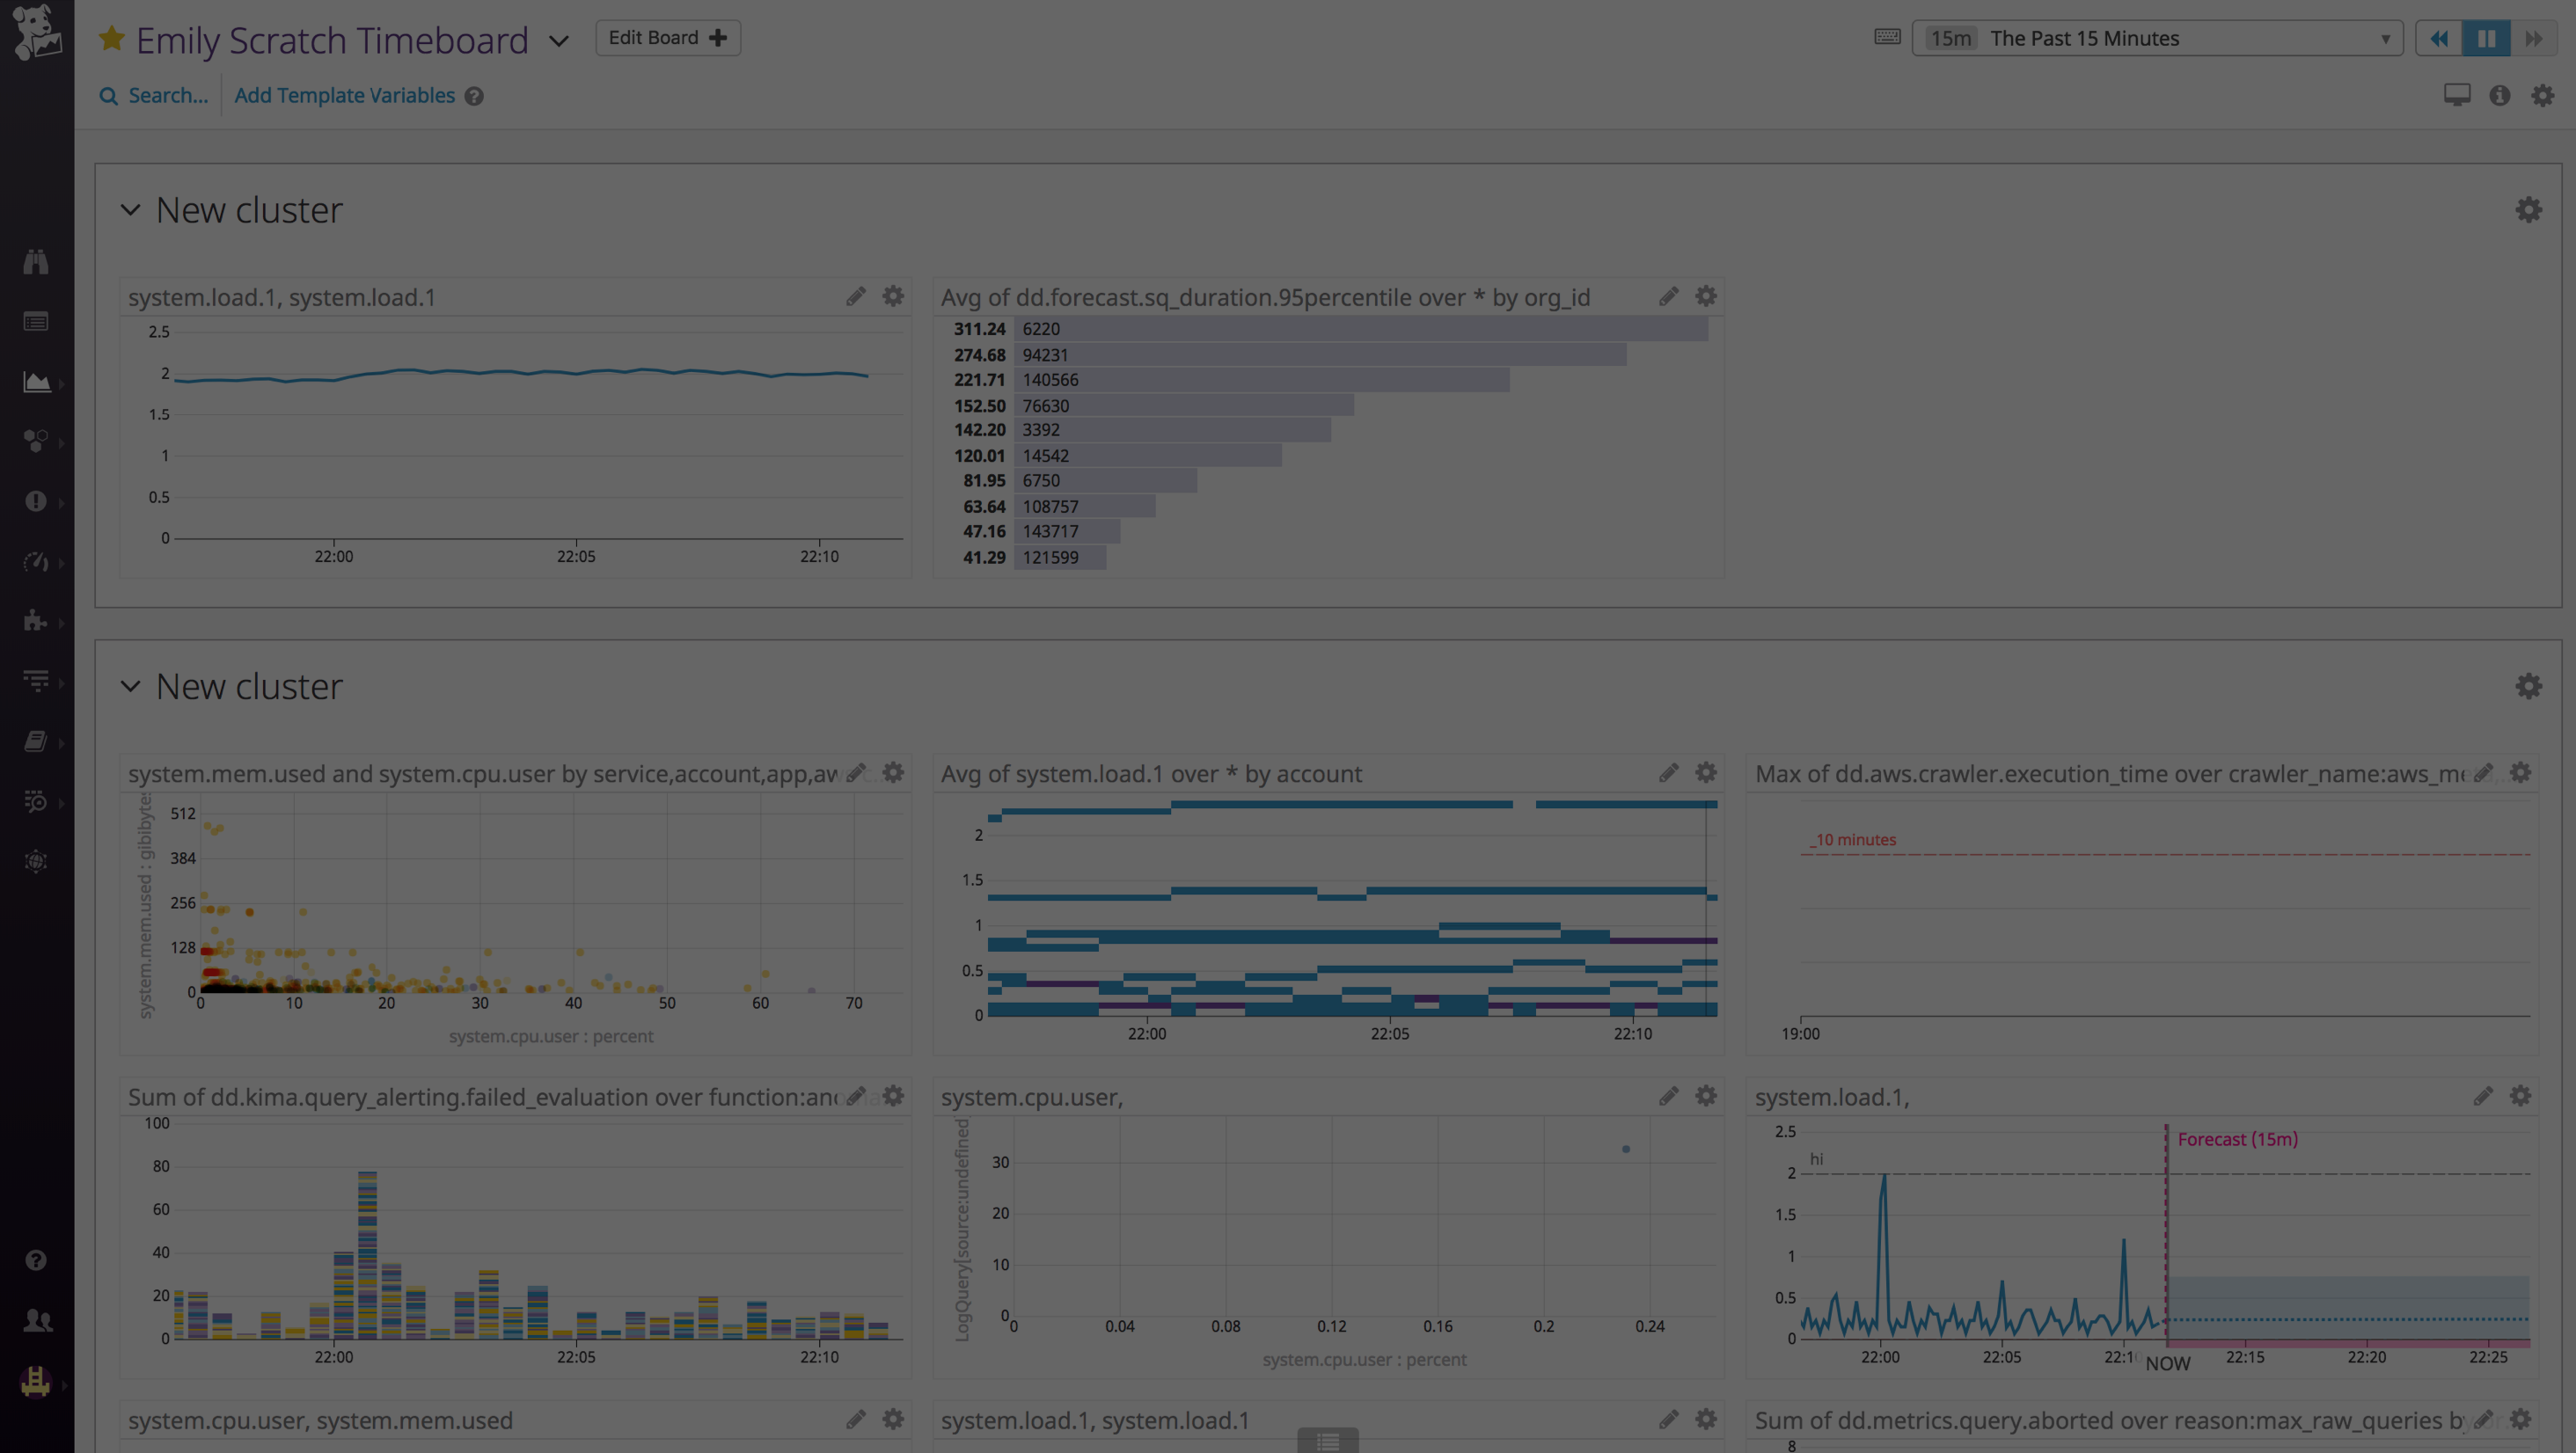 Emily Scratch Timeboard
Edit Board
15m The Past 15 Minutes
Search...
Add Template Variables
New cluster
system.load.1, system.load.1
2.5
2
1.5
1
0.5
0
22:00 22:05 22:10
Avg of dd.forecast.sq_duration.95percentile over * by org_id
311.24 6220
274.68 94231
221.71 140566
152.50 76630
142.20 3392
120.01 14542
81.95 6750
63.64 108757
47.16 143717
41.29 121599
New cluster
system.mem.used and system.cpu.user by service,account,app,aw
system.mem.used : gibibytes
512
384
256
128
0
0 10 20 30 40 50 60 70
system.cpu.user : percent
Avg of system.load.1 over * by account
2
1.5
1
0.5
0
22:00 22:05 22:10
Max of dd.aws.crawler.execution_time over crawler_name:aws_me
_10 minutes
19:00
Sum of dd.kima.query_alerting.failed_evaluation over function:ano
100
80
60
40
20
0
22:00 22:05 22:10
system.cpu.user,
LogQuery[source:undefined
30
20
10
0
0 0.04 0.08 0.12 0.16 0.2 0.24
system.cpu.user : percent
system.load.1,
2.5
2
1.5
1
0.5
0
hi
Forecast (15m)
22:00 22:05 22:1 NOW 22:15 22:20 22:25
system.cpu.user, system.mem.used
system.load.1, system.load.1
Sum of dd.metrics.query.aborted over reason:max_raw_queries by
8